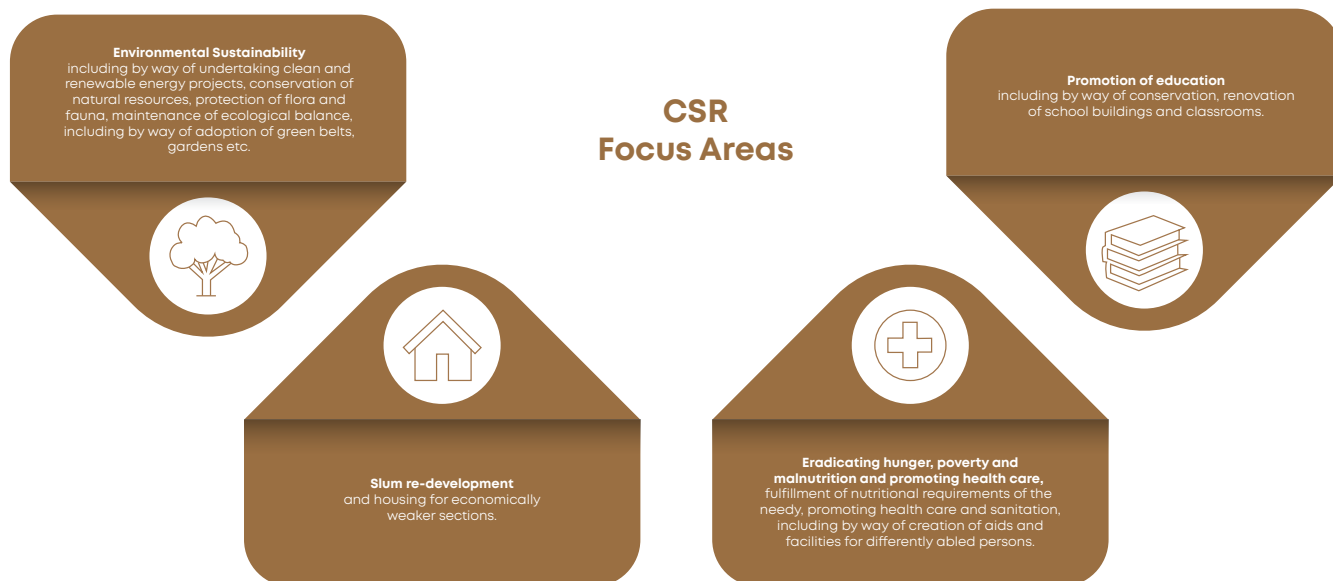 CSR
Focus Areas
Environmental Sustainability
including by way of undertaking clean and
renewable energy projects, conservation of
natural resources, protection of flora and
fauna, maintenance of ecological balance,
including by way of adoption of green belts,
gardens etc.
Promotion of education
including by way of conservation, renovation
of school buildings and classrooms.
Slum re-development
and housing for economically
weaker sections.
Eradicating hunger, poverty and
malnutrition and promoting health care,
fulfillment of nutritional requirements of the
needy, promoting health care and sanitation,
including by way of creation of aids and
facilities for differently abled persons.